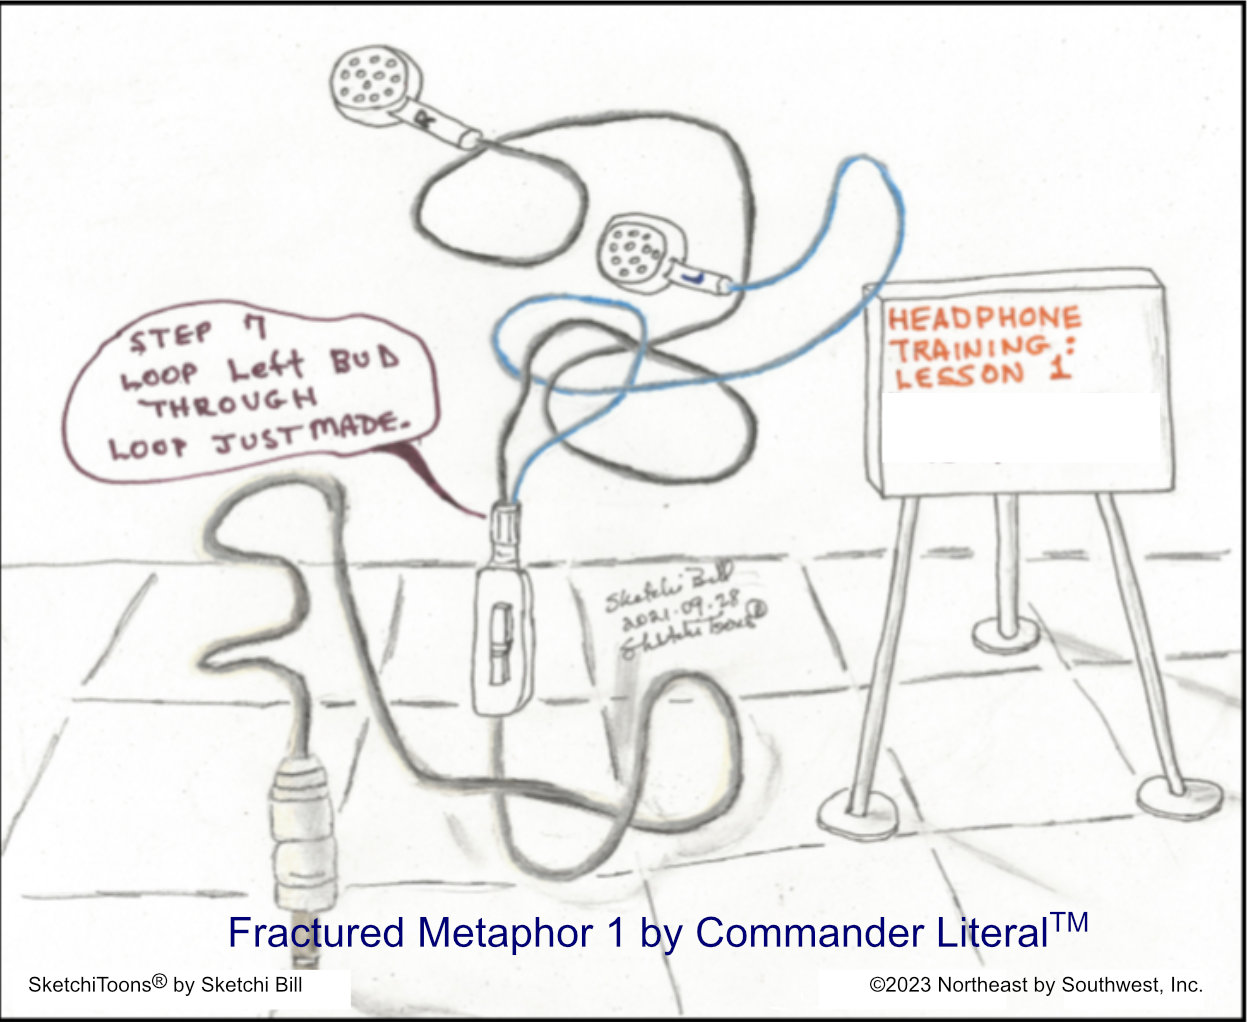 R
L
STEP 7
LOOP Left BUD
THROUGH
LOOP JUST MADE.
HEADPHONE
TRAINING:
LESSON 1
Sketchi Bill
2021.09.28
SketchiToons®
Fractured Metaphor 1 by Commander Literal™
SketchiToons® by Sketchi Bill
©2023 Northeast by Southwest, Inc.